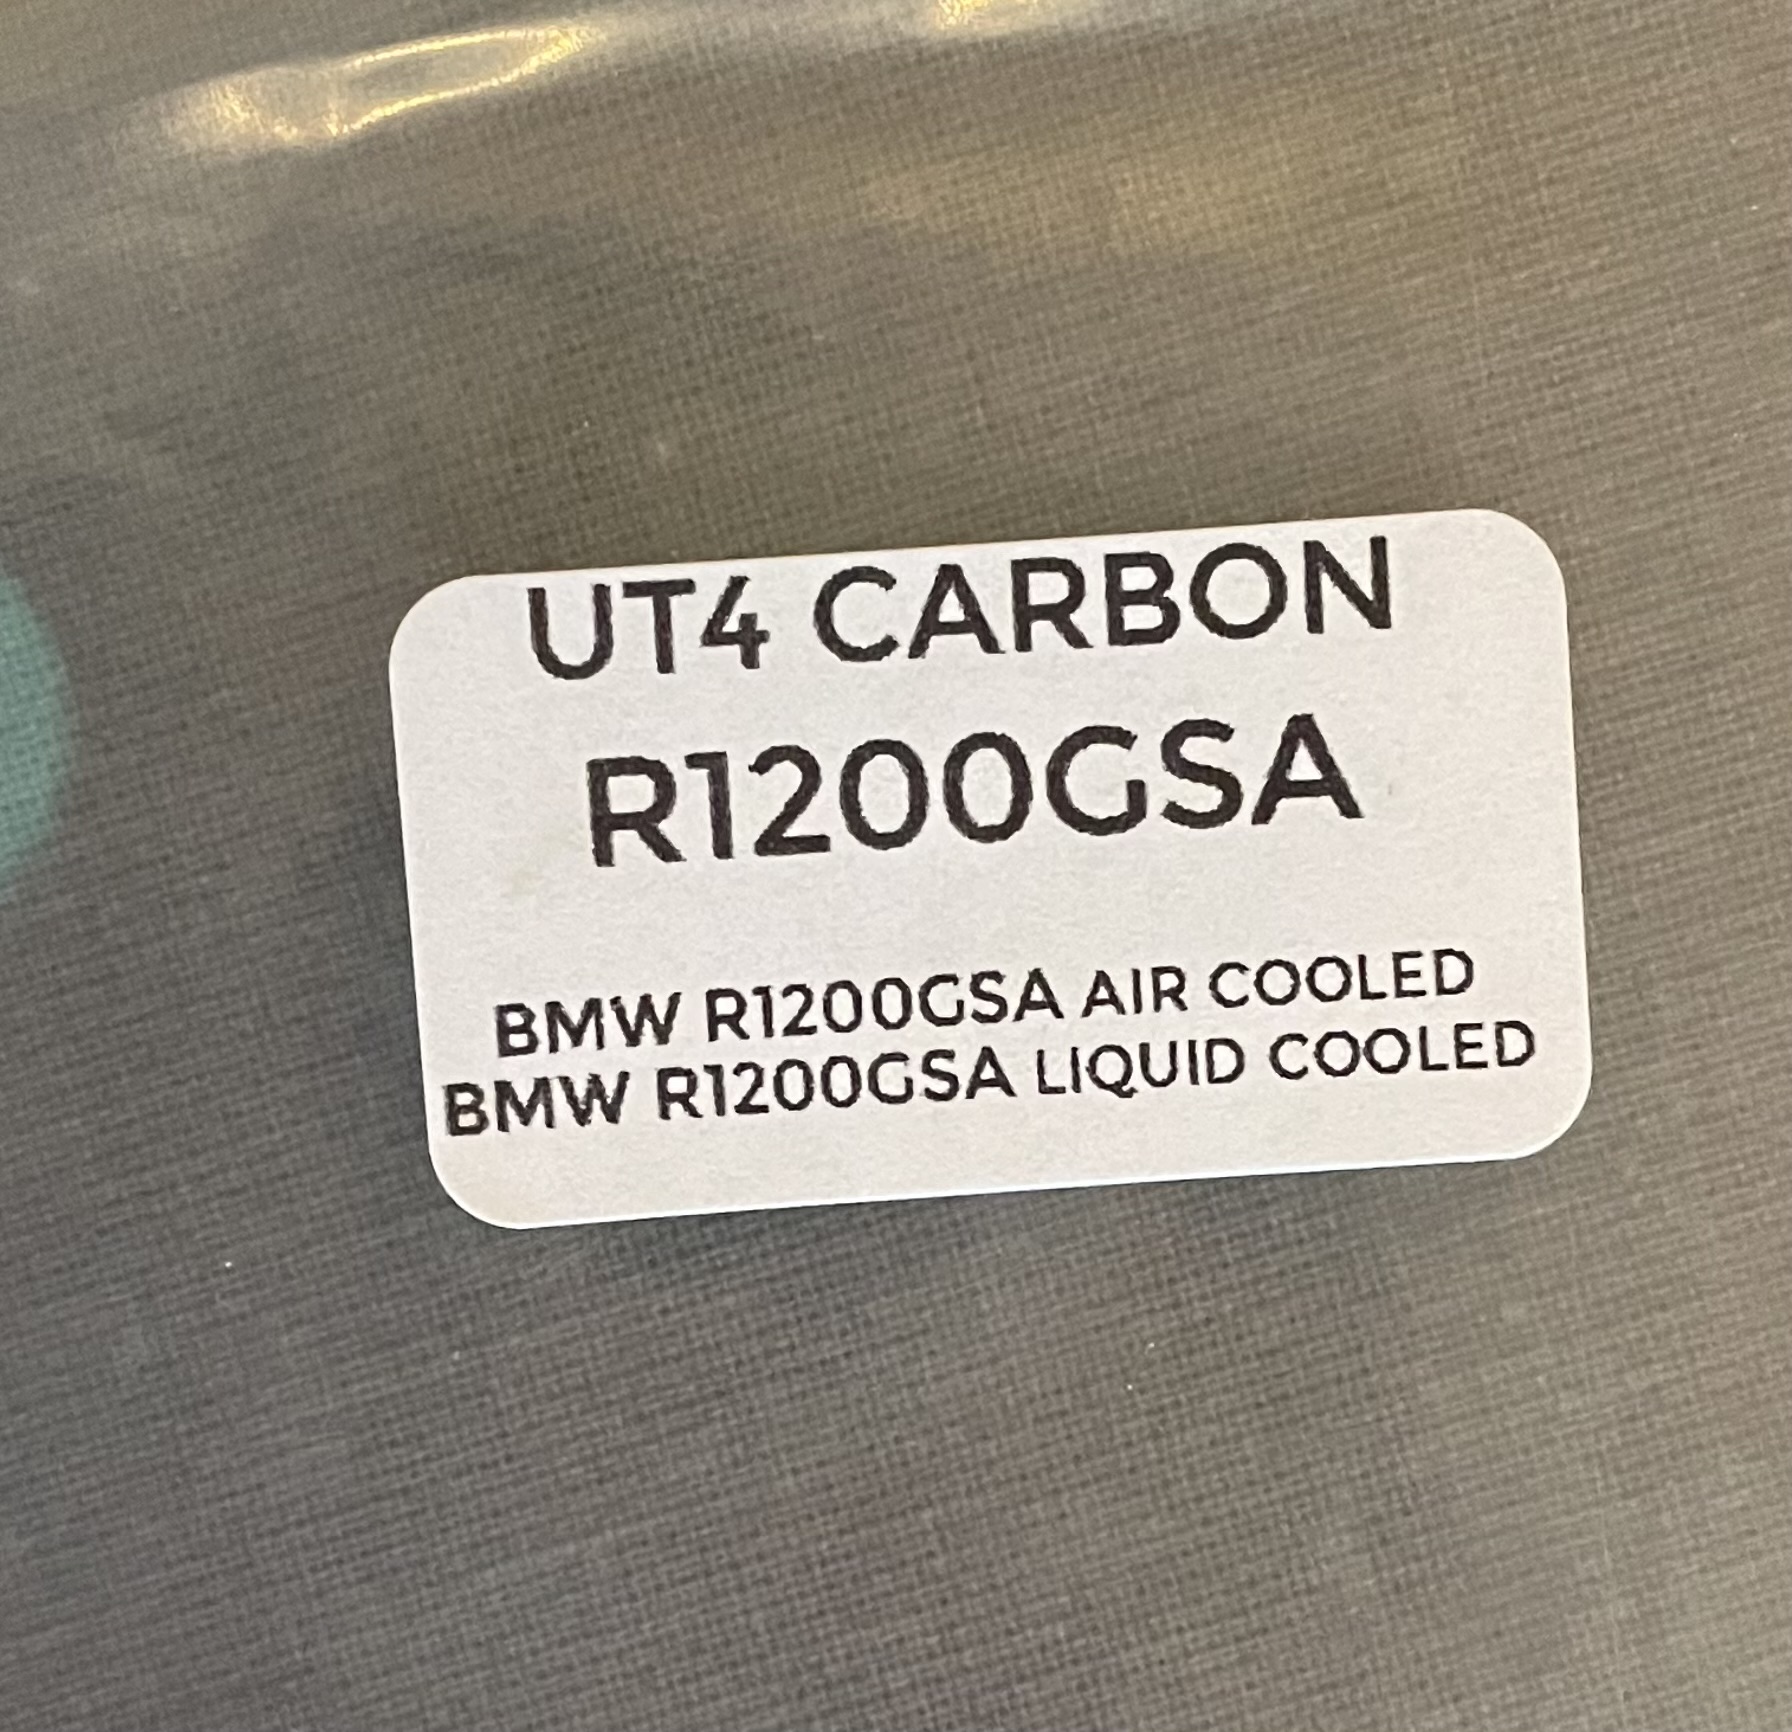 UT4 CARBON
R1200GSA
BMW R1200GSA AIR COOLED
BMW R1200GSA LIQUID COOLED